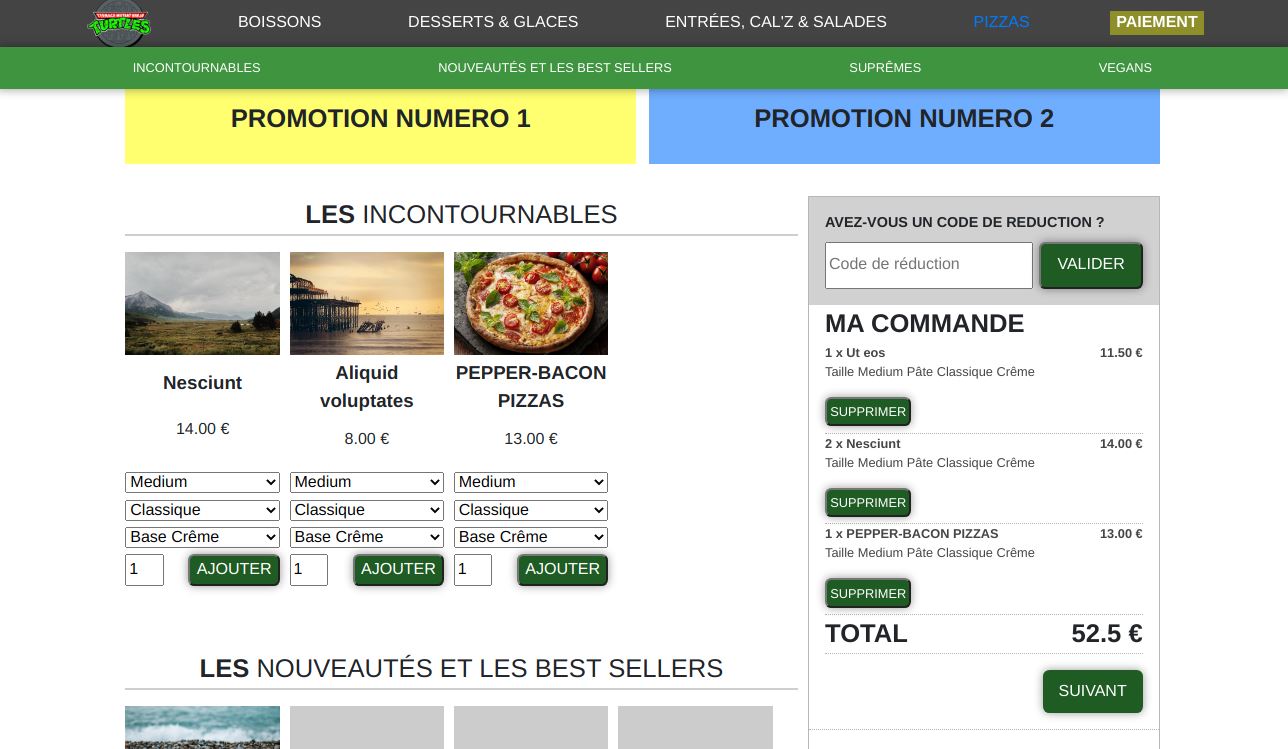 TURTLES
BOISSONS
DESSERTS & GLACES
ENTRÉES, CAL'Z & SALADES
PIZZAS
PAIEMENT
INCONTOURNABLES
NOUVEAUTÉS ET LES BEST SELLERS
SUPRÊMES
VEGANS
PROMOTION NUMERO 1
PROMOTION NUMERO 2
LES INCONTOURNABLES
Nesciunt
14.00 €
Medium
Classique
Base Crême
1
AJOUTER
Aliquid
voluptates
8.00 €
Medium
Classique
Base Crême
1
AJOUTER
PEPPER-BACON
PIZZAS
13.00 €
Medium
Classique
Base Crême
1
AJOUTER
LES NOUVEAUTÉS ET LES BEST SELLERS
AVEZ-VOUS UN CODE DE REDUCTION ?
Code de réduction
VALIDER
MA COMMANDE
1 x Ut eos 11.50 €
Taille Medium Pâte Classique Crême
SUPPRIMER
2 x Nesciunt 14.00 €
Taille Medium Pâte Classique Crême
SUPPRIMER
1 x PEPPER-BACON PIZZAS 13.00 €
Taille Medium Pâte Classique Crême
SUPPRIMER
TOTAL 52.5 €
SUIVANT